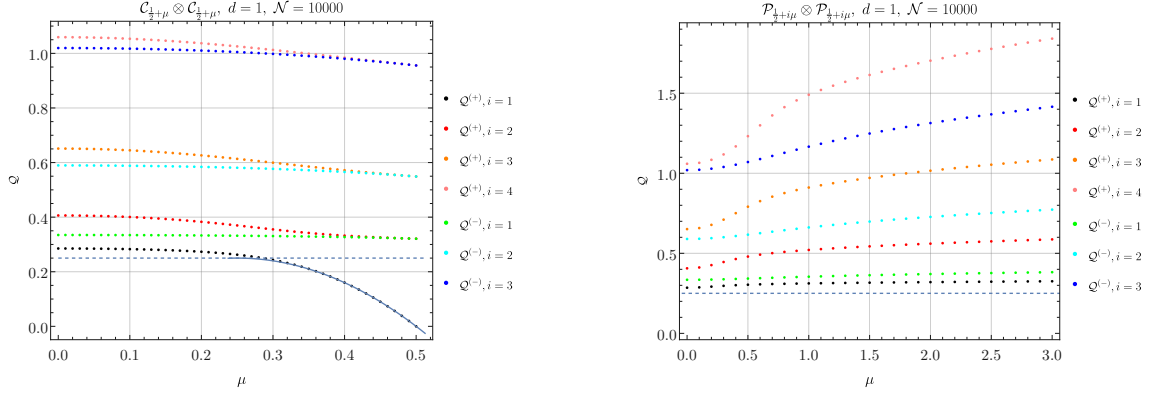 𝒞_{1/2+μ} ⊗ 𝒞_{1/2+μ}, d = 1, 𝒩 = 10000
1.0
0.8
0.6
0.4
0.2
0.0
𝒬
0.0 0.1 0.2 0.3 0.4 0.5
μ
𝒬^{(+)}, i = 1
𝒬^{(+)}, i = 2
𝒬^{(+)}, i = 3
𝒬^{(+)}, i = 4
𝒬^{(-)}, i = 1
𝒬^{(-)}, i = 2
𝒬^{(-)}, i = 3
𝒫_{1/2+iμ} ⊗ 𝒫_{1/2+iμ}, d = 1, 𝒩 = 10000
1.5
1.0
0.5
0.0
𝒬
0.0 0.5 1.0 1.5 2.0 2.5 3.0
μ
𝒬^{(+)}, i = 1
𝒬^{(+)}, i = 2
𝒬^{(+)}, i = 3
𝒬^{(+)}, i = 4
𝒬^{(-)}, i = 1
𝒬^{(-)}, i = 2
𝒬^{(-)}, i = 3